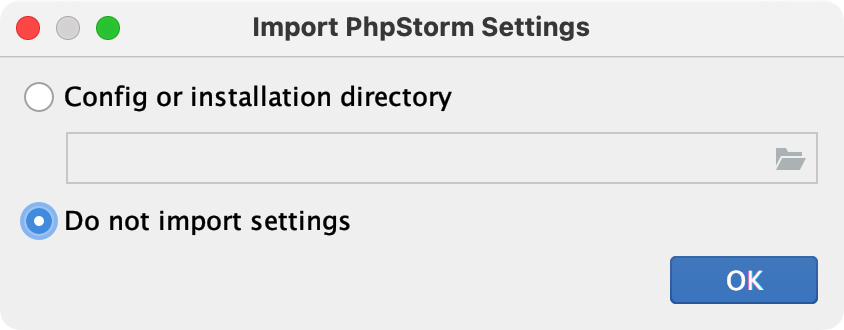 Import PhpStorm Settings
Config or installation directory
Do not import settings
OK